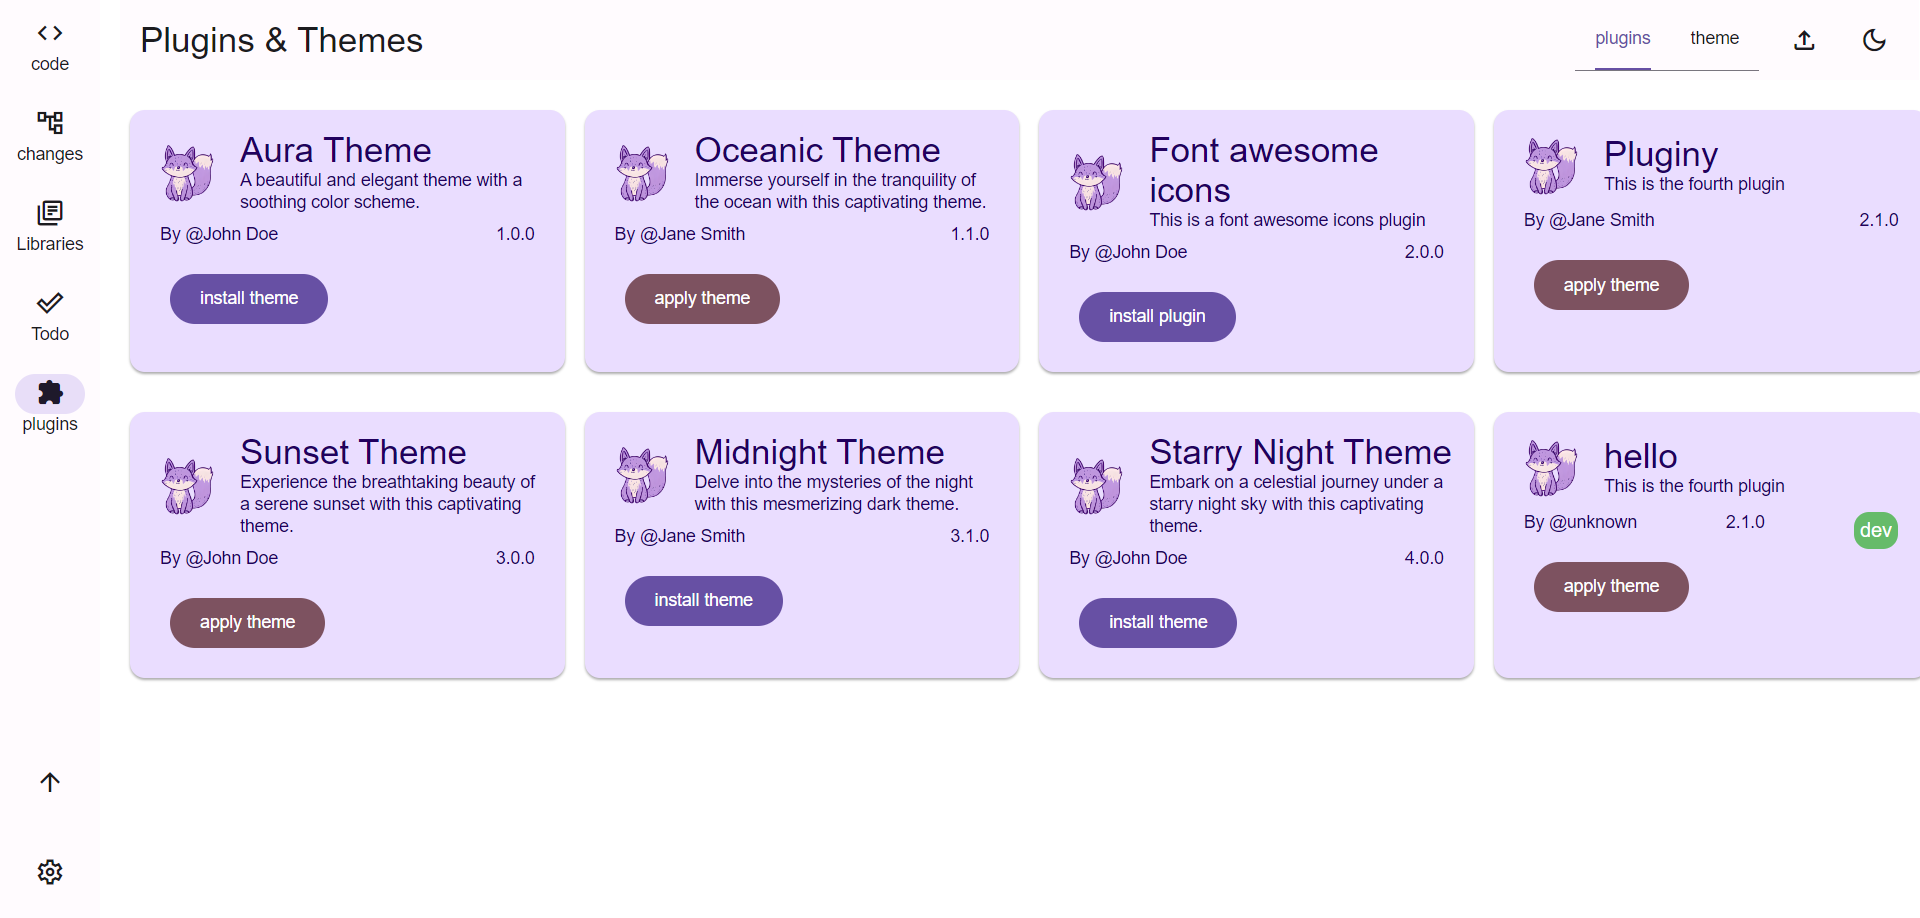 code
changes
Libraries
Todo
plugins
Plugins & Themes
plugins
theme
Aura Theme
A beautiful and elegant theme with a
soothing color scheme.
By @John Doe
1.0.0
install theme
Oceanic Theme
Immerse yourself in the tranquility of
the ocean with this captivating theme.
By @Jane Smith
1.1.0
apply theme
Font awesome
icons
This is a font awesome icons plugin
By @John Doe
2.0.0
install plugin
Pluginy
This is the fourth plugin
By @Jane Smith
2.1.0
apply theme
Sunset Theme
Experience the breathtaking beauty of
a serene sunset with this captivating
theme.
By @John Doe
3.0.0
apply theme
Midnight Theme
Delve into the mysteries of the night
with this mesmerizing dark theme.
By @Jane Smith
3.1.0
install theme
Starry Night Theme
Embark on a celestial journey under a
starry night sky with this captivating
theme.
By @John Doe
4.0.0
install theme
hello
This is the fourth plugin
By @unknown
2.1.0
dev
apply theme